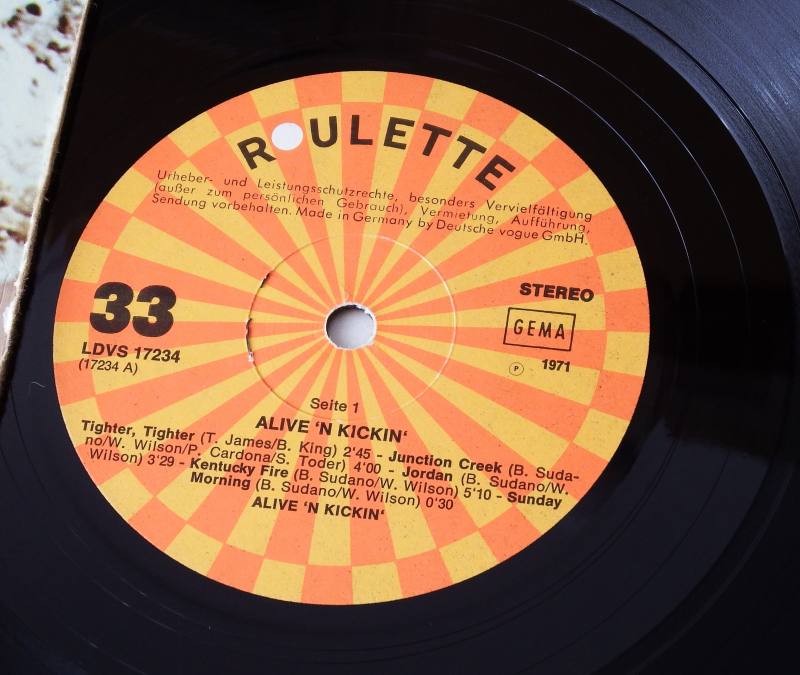 ROULETTE
Urheber- und Leistungsschutzrechte, besonders Vervielfältigung
(außer zum persönlichen Gebrauch), Vermietung, Aufführung,
Sendung vorbehalten. Made in Germany by Deutsche vogue GmbH.
33
STEREO
GEMA
LDVS 17234
(17234 A)
℗ 1971
Seite 1
ALIVE 'N KICKIN'
Tighter, Tighter (T. James/B. King) 2'45 - Junction Creek (B. Suda-
no/W. Wilson/P. Cardona/S. Toder) 4'00 - Jordan (B. Sudano/W.
Wilson) 3'29 - Kentucky Fire (B. Sudano/W. Wilson) 5'10 - Sunday
Morning (B. Sudano/W. Wilson) 0'30
ALIVE 'N KICKIN'